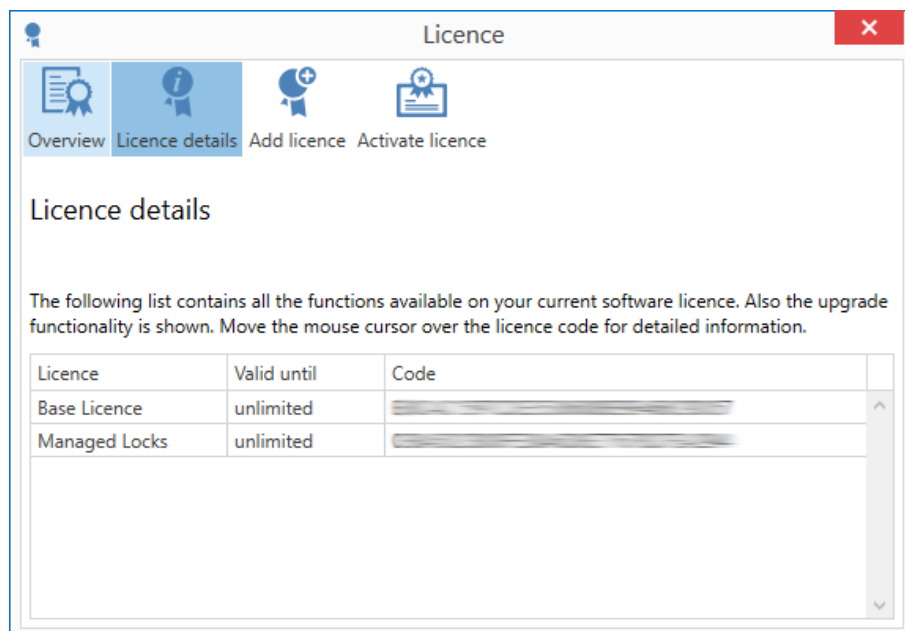 Licence
Overview Licence details Add licence Activate licence
Licence details
The following list contains all the functions available on your current software licence. Also the upgrade
functionality is shown. Move the mouse cursor over the licence code for detailed information.
Licence Valid until Code
Base Licence unlimited
Managed Locks unlimited